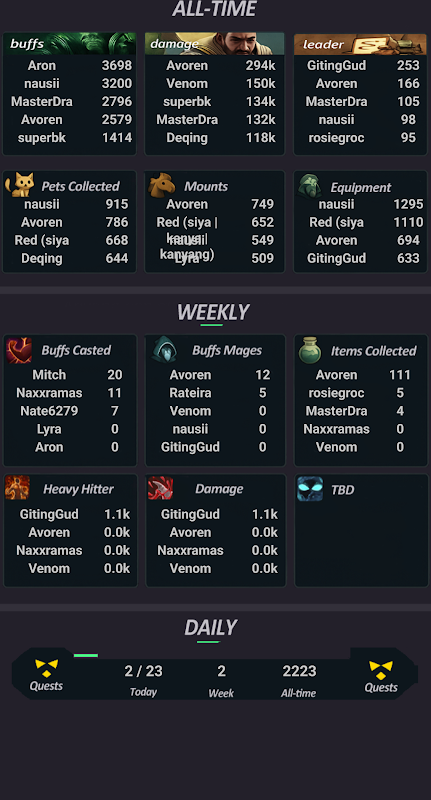 ALL-TIME
buffs
Aron 3698
nausii 3200
MasterDra 2796
Avoren 2579
superbk 1414
damage
Avoren 294k
Venom 150k
superbk 134k
MasterDra 132k
Deqing 118k
leader
GitingGud 253
Avoren 166
MasterDra 105
nausii 98
rosiegroc 95
Pets Collected
nausii 915
Avoren 786
Red (siya 668
Deqing 644
Mounts
Avoren 749
Red (siya | 652
kanya| 
nausii 549
kanyang)
Lyra 509
Equipment
nausii 1295
Red (siya 1110
Avoren 694
GitingGud 633
WEEKLY
Buffs Casted
Mitch 20
Naxxramas 11
Nate6279 7
Lyra 0
Aron 0
Buffs Mages
Avoren 12
Rateira 5
Venom 0
nausii 0
GitingGud 0
Items Collected
Avoren 111
rosiegroc 5
MasterDra 4
Naxxramas 0
Venom 0
Heavy Hitter
GitingGud 1.1k
Avoren 0.0k
Naxxramas 0.0k
Venom 0.0k
Damage
GitingGud 1.1k
Avoren 0.0k
Naxxramas 0.0k
Venom 0.0k
TBD
DAILY
Quests
2 / 23
Today
2
Week
2223
All-time
Quests